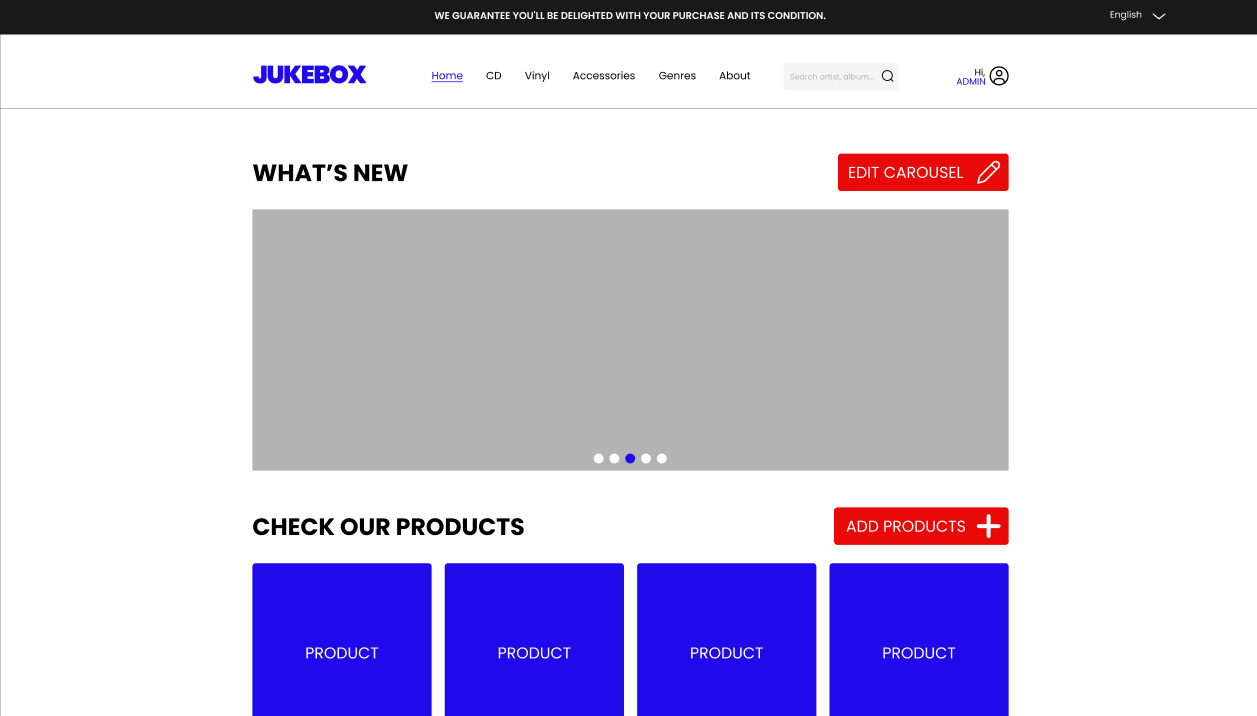 WE GUARANTEE YOU'LL BE DELIGHTED WITH YOUR PURCHASE AND ITS CONDITION.
English
JUKEBOX
Home
CD
Vinyl
Accessories
Genres
About
Search artist, album...
Hi,
ADMIN
WHAT’S NEW
EDIT CAROUSEL
CHECK OUR PRODUCTS
ADD PRODUCTS
PRODUCT
PRODUCT
PRODUCT
PRODUCT